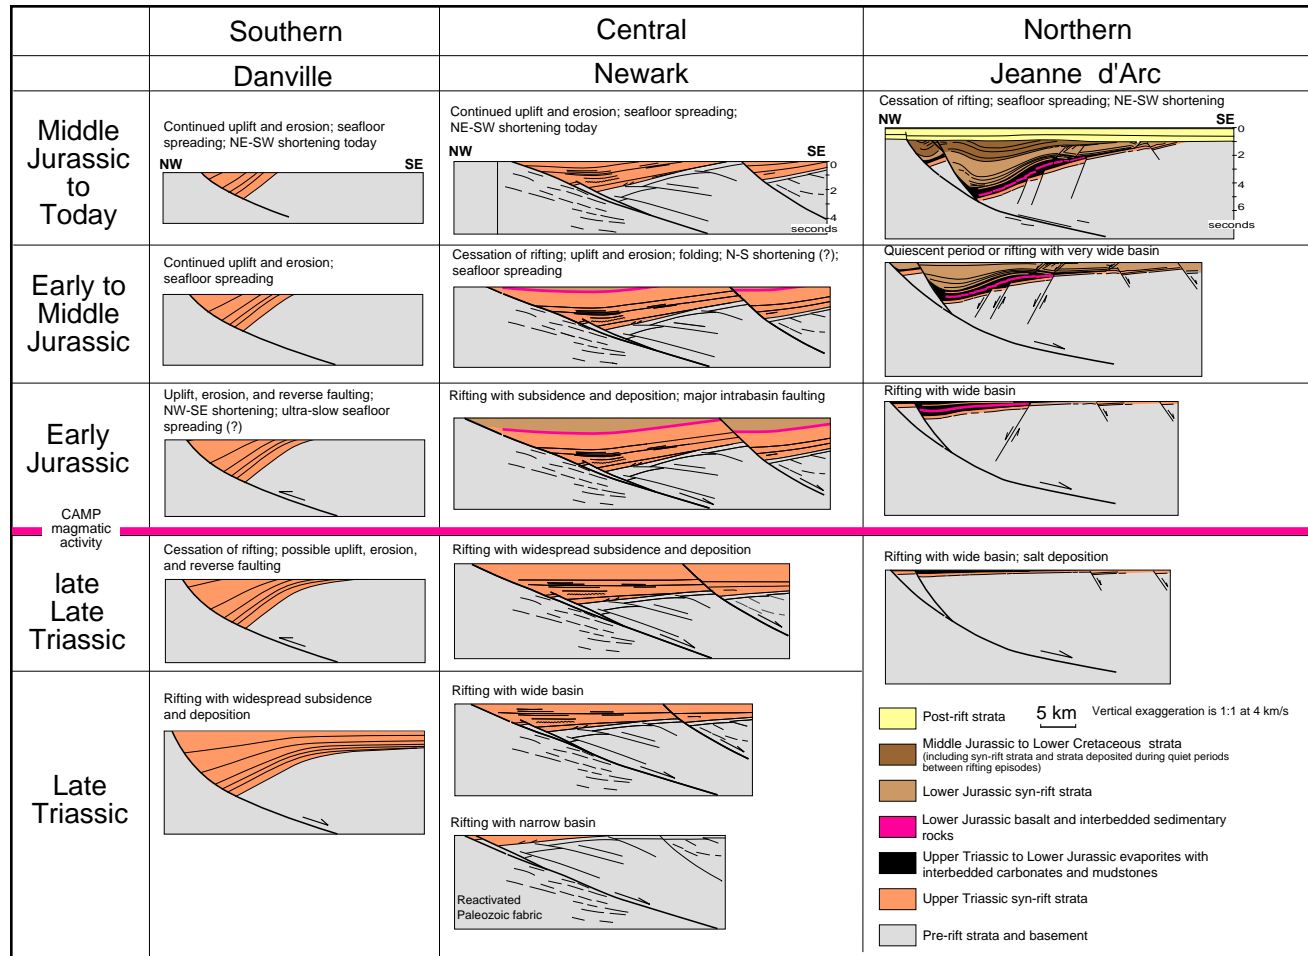 Southern
Central
Northern
Danville
Newark
Jeanne d'Arc
Middle
Jurassic
to
Today
Continued uplift and erosion; seafloor
spreading; NE-SW shortening today
NW
SE
Continued uplift and erosion; seafloor spreading;
NE-SW shortening today
NW
SE
0
2
4
seconds
Cessation of rifting; seafloor spreading; NE-SW shortening
NW
SE
0
2
4
6
seconds
Early to
Middle
Jurassic
Continued uplift and erosion;
seafloor spreading
Cessation of rifting; uplift and erosion; folding; N-S shortening (?);
seafloor spreading
Quiescent period or rifting with very wide basin
Early
Jurassic
Uplift, erosion, and reverse faulting;
NW-SE shortening; ultra-slow seafloor
spreading (?)
Rifting with subsidence and deposition; major intrabasin faulting
Rifting with wide basin
CAMP
magmatic
activity
late
Late
Triassic
Cessation of rifting; possible uplift, erosion,
and reverse faulting
Rifting with widespread subsidence and deposition
Rifting with wide basin; salt deposition
Late
Triassic
Rifting with widespread subsidence
and deposition
Rifting with wide basin
Rifting with narrow basin
Reactivated
Paleozoic fabric
Post-rift strata
5 km
Vertical exaggeration is 1:1 at 4 km/s
Middle Jurassic to Lower Cretaceous strata
(including syn-rift strata and strata deposited during quiet periods
between rifting episodes)
Lower Jurassic syn-rift strata
Lower Jurassic basalt and interbedded sedimentary
rocks
Upper Triassic to Lower Jurassic evaporites with
interbedded carbonates and mudstones
Upper Triassic syn-rift strata
Pre-rift strata and basement